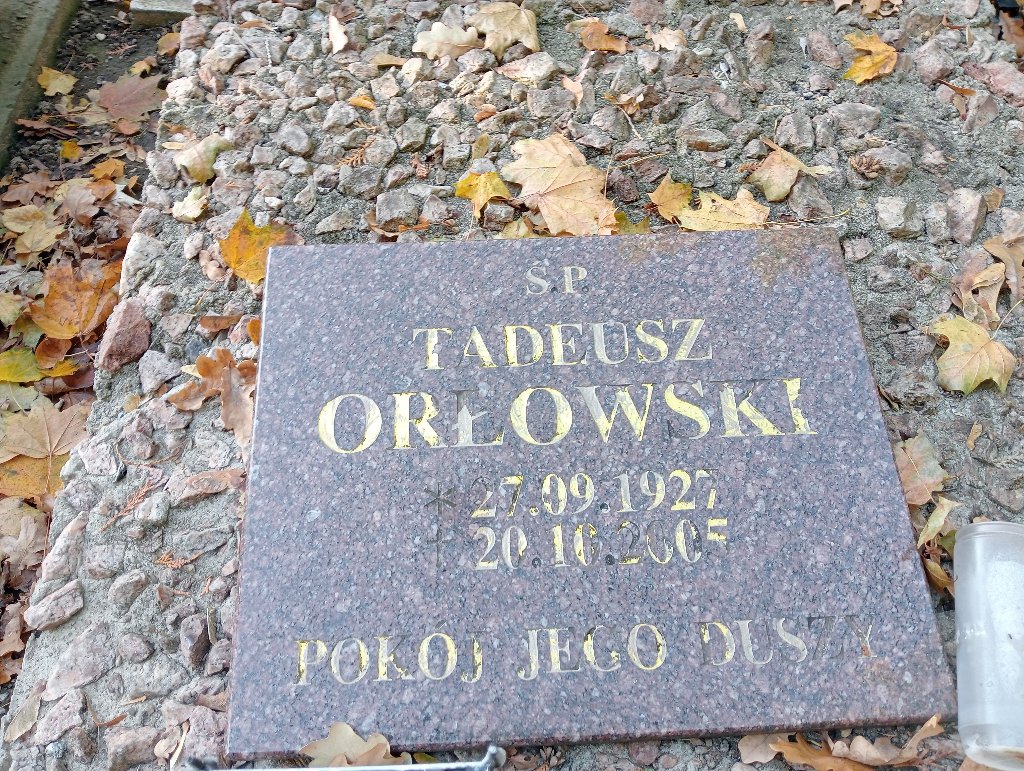 Ś.P.
TADEUSZ
ORŁOWSKI
* 27.09.1927
† 20.10.2005
POKÓJ JEGO DUSZY